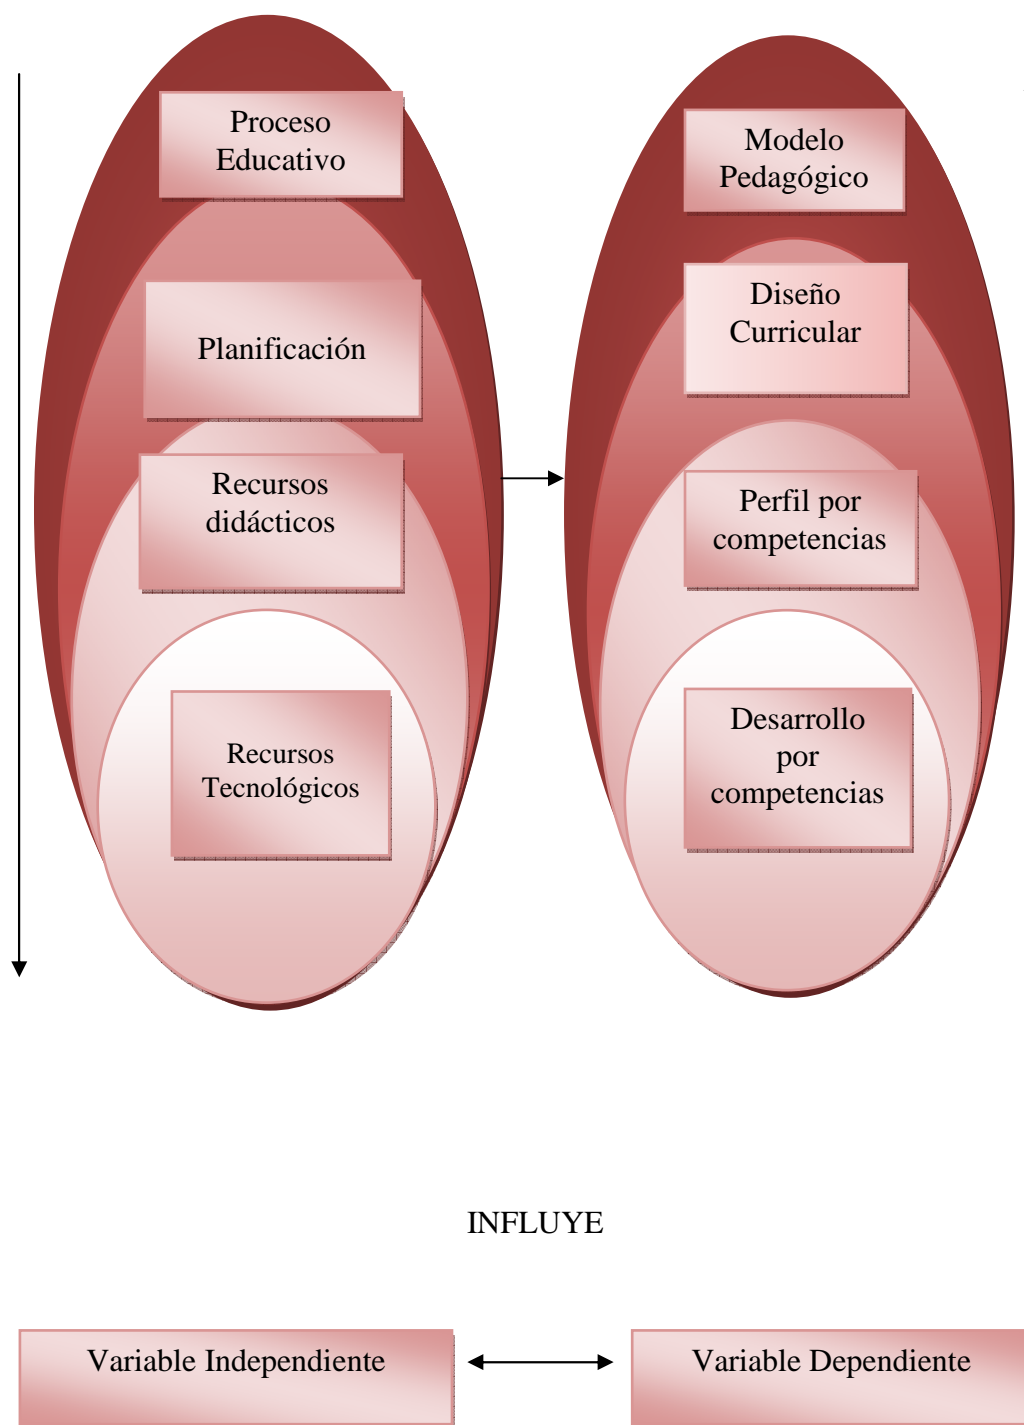 Proceso
Educativo
Planificación
Recursos
didácticos
Recursos
Tecnológicos
Modelo
Pedagógico
Diseño
Curricular
Perfil por
competencias
Desarrollo
por
competencias
INFLUYE
Variable Independiente
Variable Dependiente